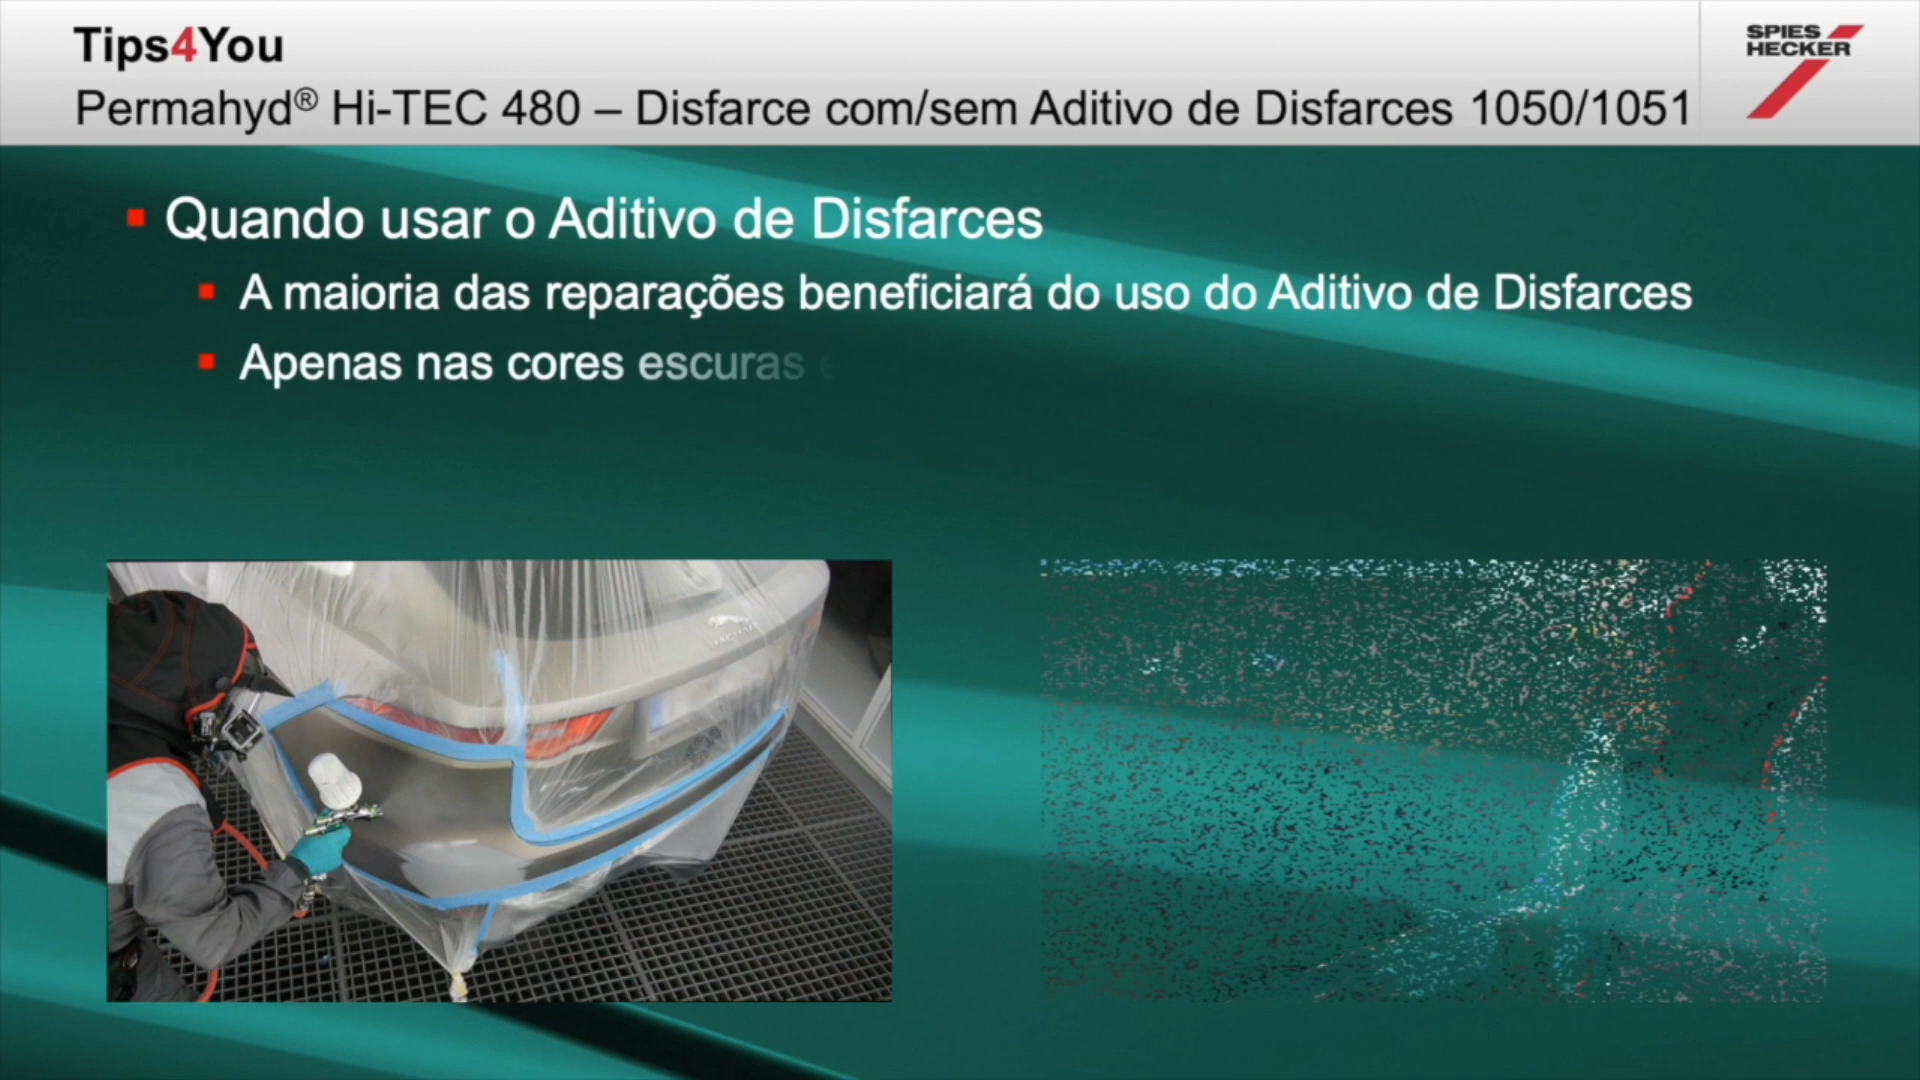 Tips4You
Permahyd® Hi-TEC 480 – Disfarce com/sem Aditivo de Disfarces 1050/1051
SPIES
HECKER
Quando usar o Aditivo de Disfarces
A maioria das reparações beneficiará do uso do Aditivo de Disfarces
Apenas nas cores escuras